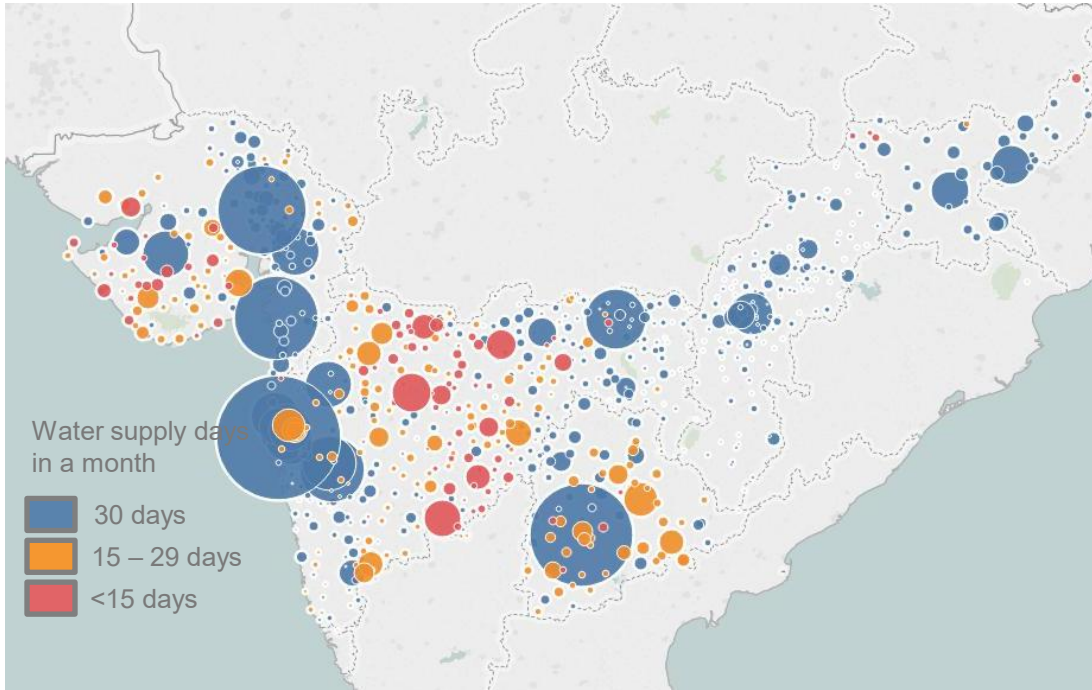 Water supply days
in a month
30 days
15 – 29 days
<15 days